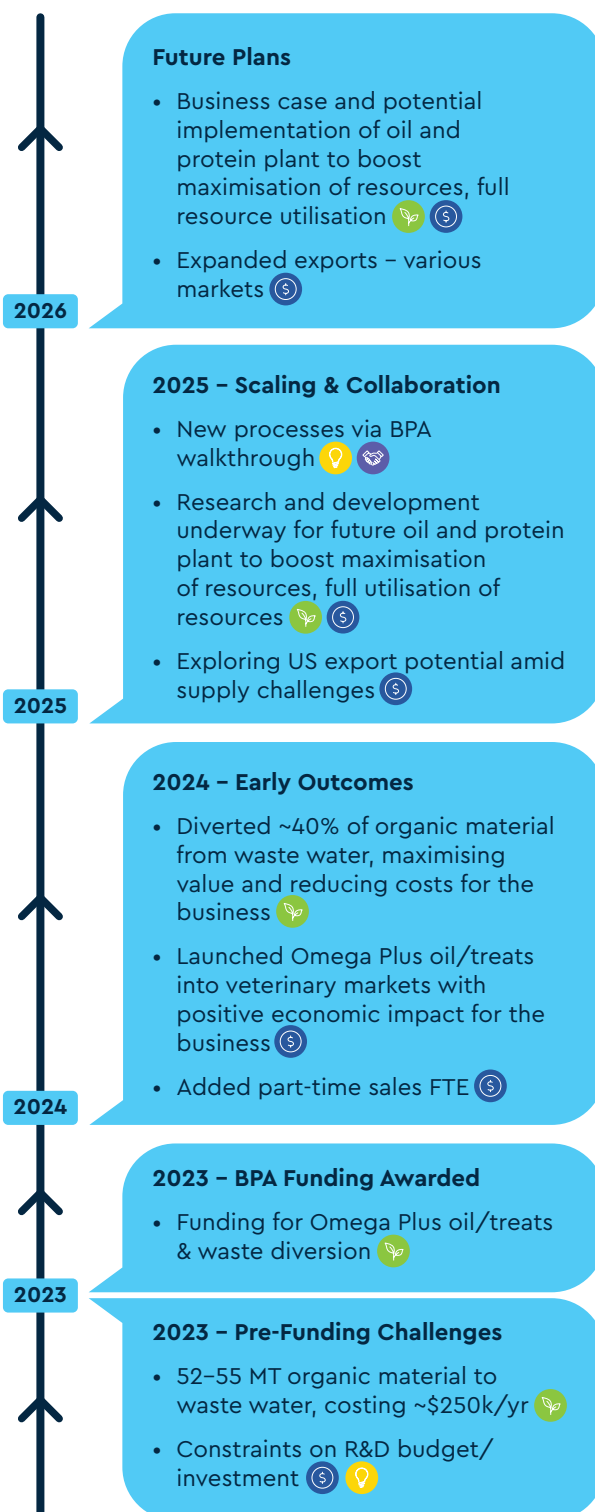 Future Plans
• Business case and potential
implementation of oil and
protein plant to boost
maximisation of resources, full
resource utilisation $
• Expanded exports – various
markets $
2026
2025 – Scaling & Collaboration
• New processes via BPA
walkthrough
• Research and development
underway for future oil and protein
plant to boost maximisation
of resources, full utilisation of
resources $
• Exploring US export potential amid
supply challenges $
2025
2024 – Early Outcomes
• Diverted ~40% of organic material
from waste water, maximising
value and reducing costs for the
business
• Launched Omega Plus oil/treats
into veterinary markets with
positive economic impact for the
business $
• Added part-time sales FTE $
2024
2023 – BPA Funding Awarded
• Funding for Omega Plus oil/treats
& waste diversion
2023
2023 – Pre-Funding Challenges
• 52–55 MT organic material to
waste water, costing ~$250k/yr
• Constraints on R&D budget/
investment $